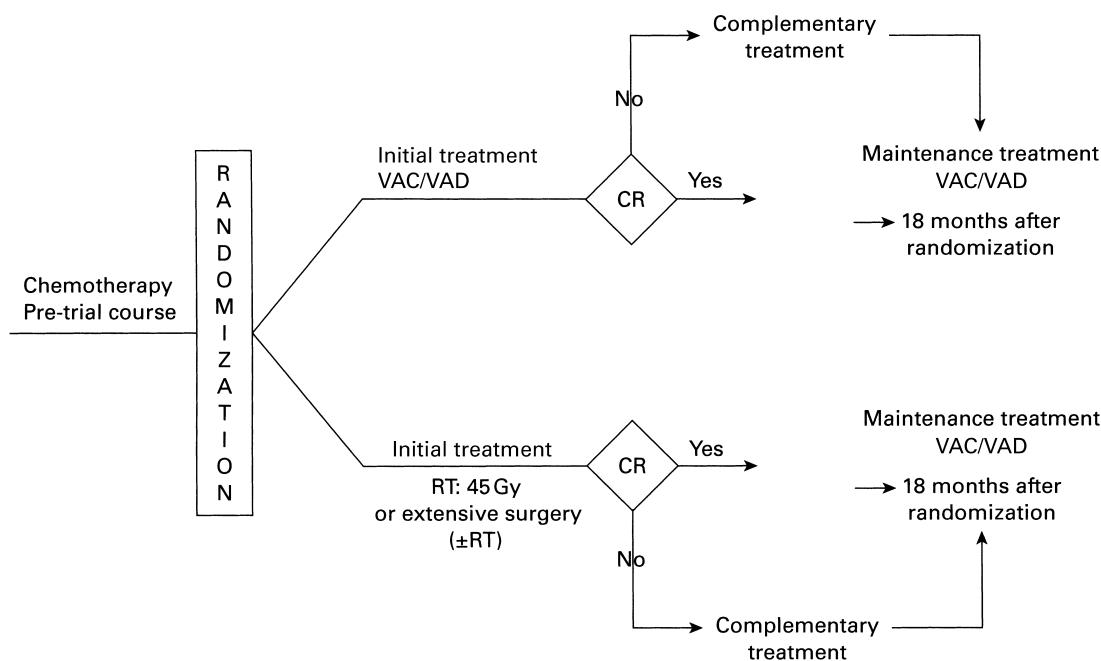 Chemotherapy
Pre-trial course
RANDOMIZATION
Initial treatment
VAC/VAD
CR
No
Yes
Complementary
treatment
Maintenance treatment
VAC/VAD
18 months after
randomization
Initial treatment
RT: 45 Gy
or extensive surgery
(±RT)
CR
Yes
No
Maintenance treatment
VAC/VAD
18 months after
randomization
Complementary
treatment